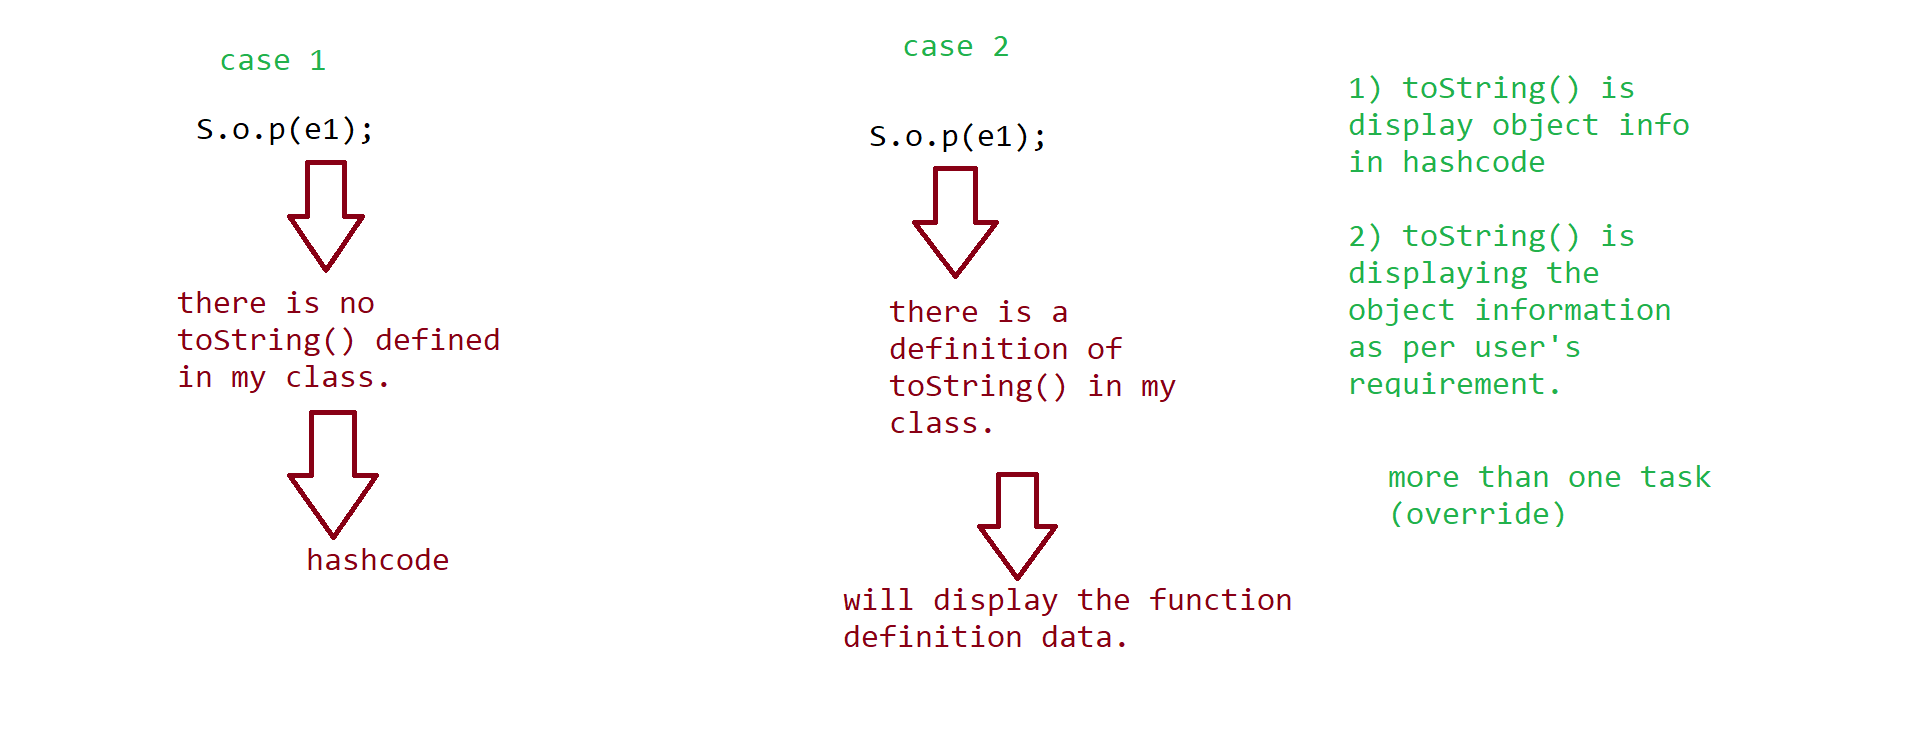 case 1
S.o.p(e1);
there is no
toString() defined
in my class.
hashcode
case 2
S.o.p(e1);
there is a
definition of
toString() in my
class.
will display the function
definition data.
1) toString() is
display object info
in hashcode
2) toString() is
displaying the
object information
as per user's
requirement.
more than one task
(override)